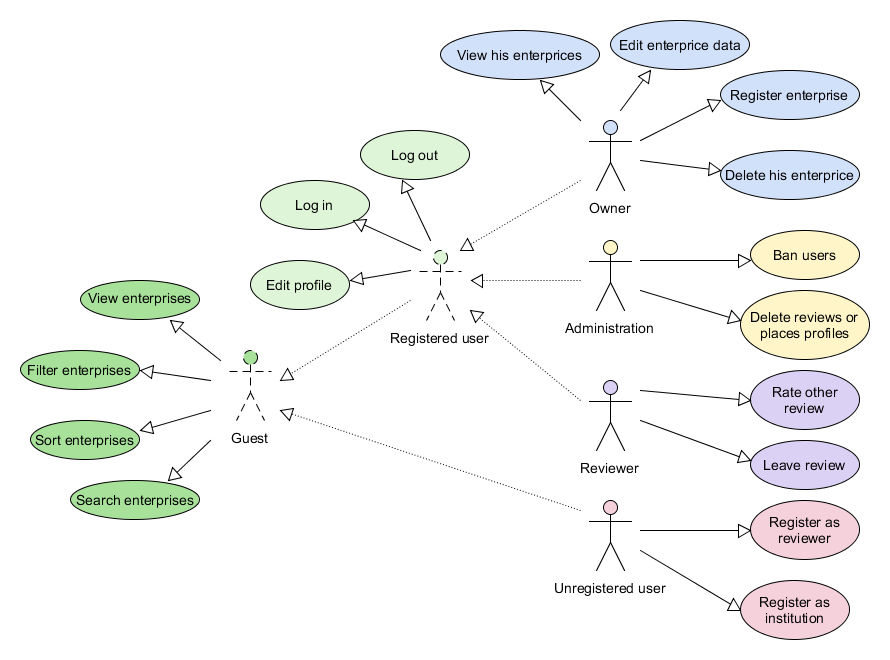 View his enterprices
Edit enterprice data
Register enterprise
Delete his enterprice
Owner
Log out
Log in
Edit profile
Registered user
Ban users
Delete reviews or
places profiles
Administration
View enterprises
Filter enterprises
Sort enterprises
Search enterprises
Guest
Rate other
review
Leave review
Reviewer
Register as
reviewer
Register as
institution
Unregistered user